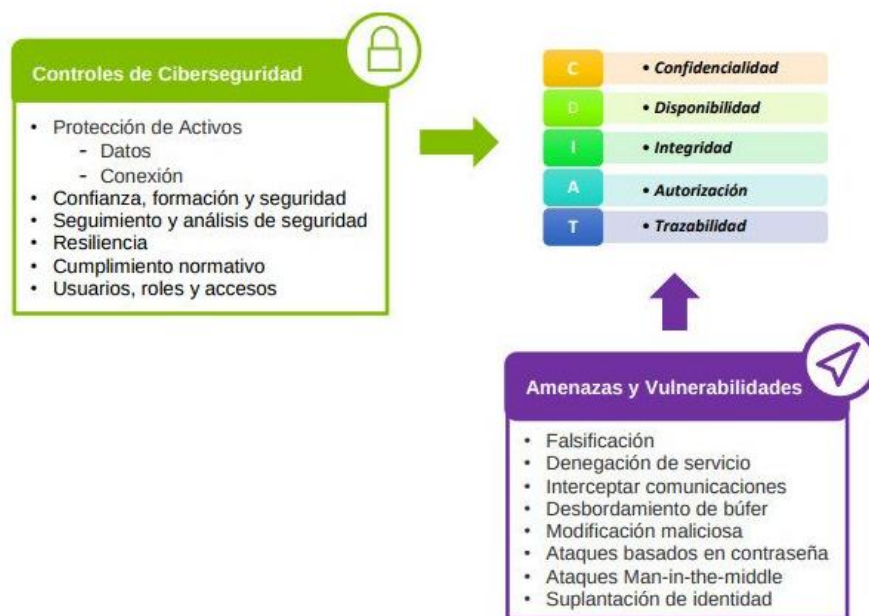 Controles de Ciberseguridad
• Protección de Activos
- Datos
- Conexión
• Confianza, formación y seguridad
• Seguimiento y análisis de seguridad
• Resiliencia
• Cumplimiento normativo
• Usuarios, roles y accesos
C • Confidencialidad
D • Disponibilidad
I • Integridad
A • Autorización
T • Trazabilidad
Amenazas y Vulnerabilidades
• Falsificación
• Denegación de servicio
• Interceptar comunicaciones
• Desbordamiento de búfer
• Modificación maliciosa
• Ataques basados en contraseña
• Ataques Man-in-the-middle
• Suplantación de identidad